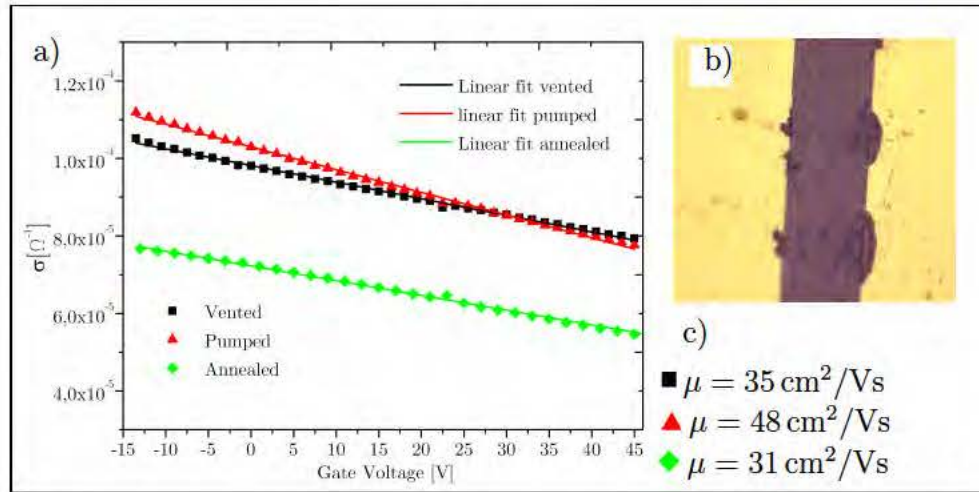 a)
Linear fit vented
linear fit pumped
Linear fit annealed
1,2x10⁻⁴
1,0x10⁻⁴
8,0x10⁻⁵
6,0x10⁻⁵
4,0x10⁻⁵
σ[Ω⁻¹]
Vented
Pumped
Annealed
-15 -10 -5 0 5 10 15 20 25 30 35 40 45
Gate Voltage [V]
b)
c)
μ = 35 cm²/Vs
μ = 48 cm²/Vs
μ = 31 cm²/Vs